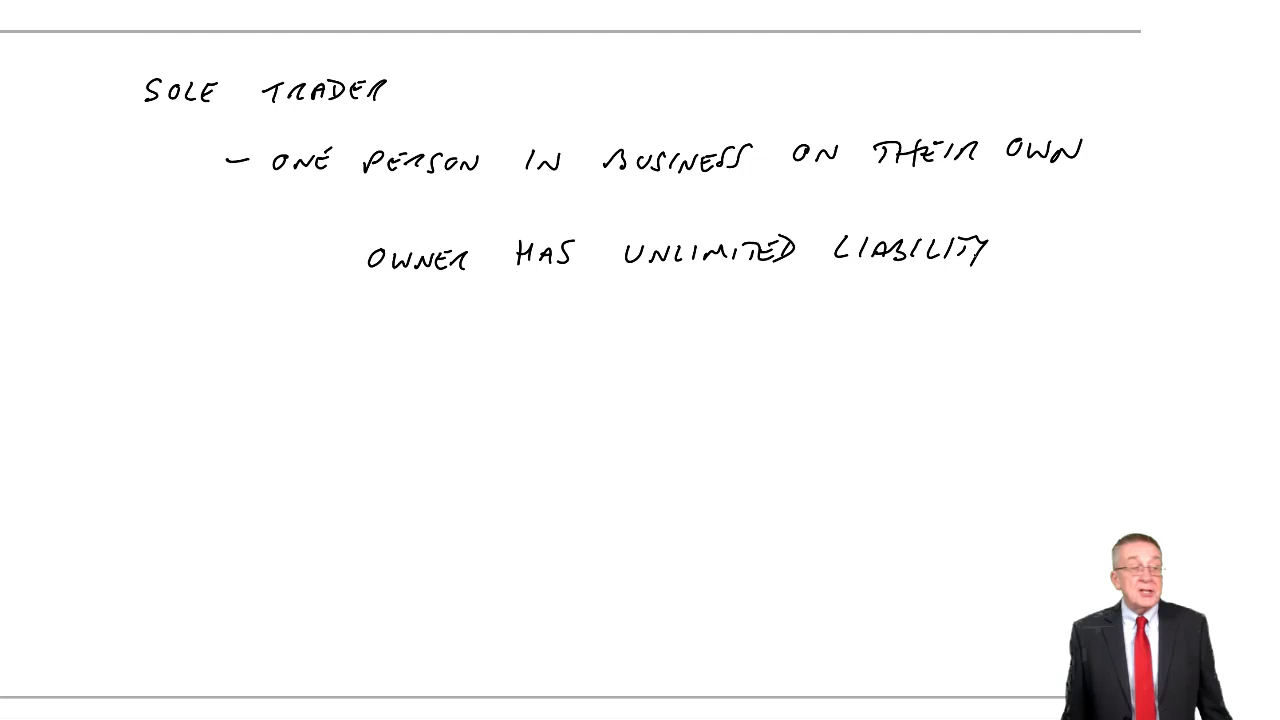 SOLE TRADER
- ONE PERSON IN BUSINESS ON THEIR OWN
OWNER HAS UNLIMITED LIABILITY